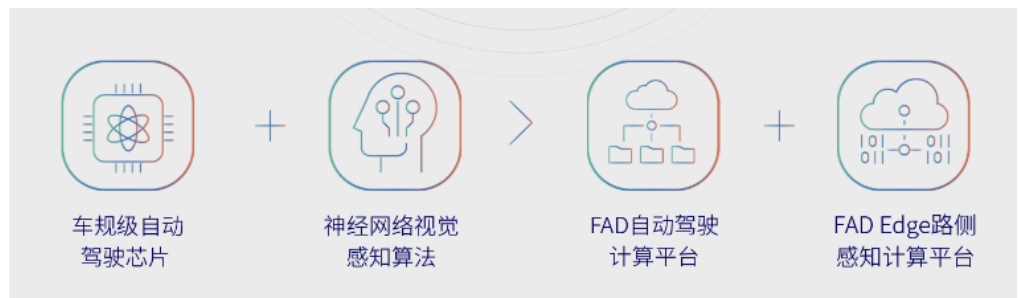 车规级自动
驾驶芯片
神经网络视觉
感知算法
FAD自动驾驶
计算平台
FAD Edge路侧
感知计算平台